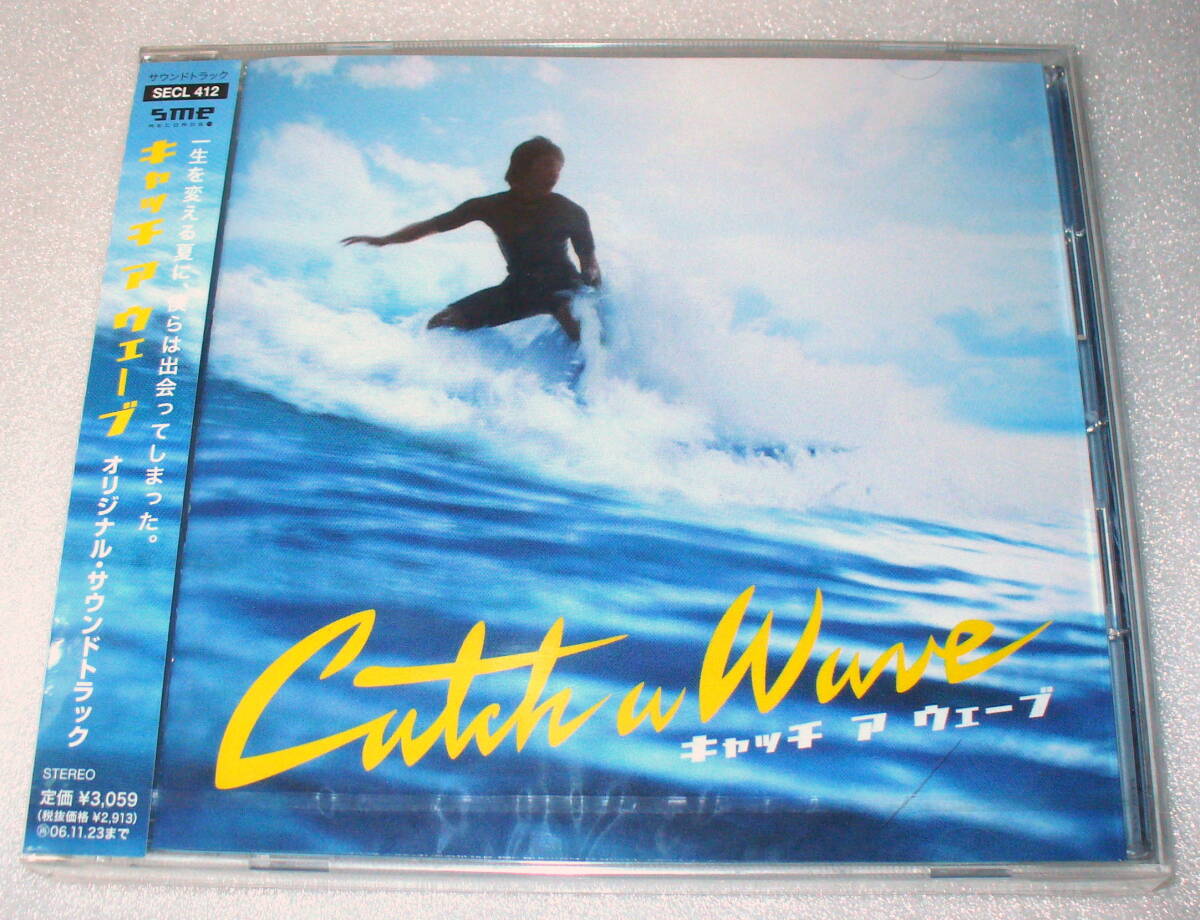 サウンドトラック
SECL 412
sme
RECORDS
一生を変える夏に、僕らは出会ってしまった。
キャッチ ア ウェーブ
オリジナル・サウンドトラック
STEREO
定価 ¥3,059
(税抜価格 ¥2,913)
Ⓗ06.11.23まで
Catch a Wave
キャッチ ア ウェーブ